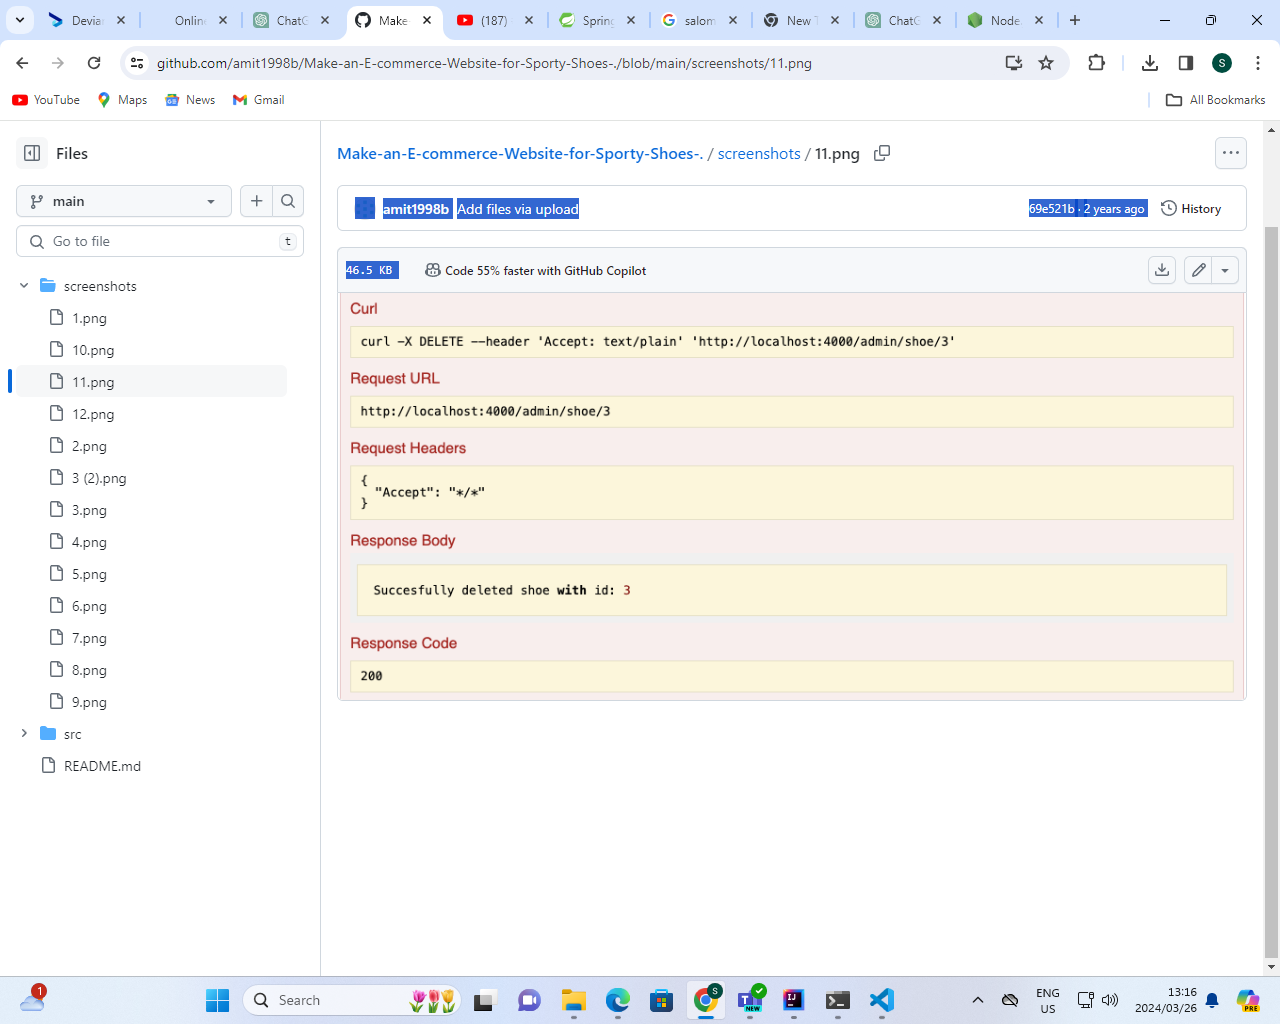 Devia
Online
ChatG
Make-
(187)
Spring
salom
New T
ChatG
Node.
github.com/amit1998b/Make-an-E-commerce-Website-for-Sporty-Shoes-./blob/main/screenshots/11.png
S
YouTube
Maps
News
Gmail
All Bookmarks
Files
Make-an-E-commerce-Website-for-Sporty-Shoes-. / screenshots / 11.png
main
amit1998b Add files via upload
69e521b · 2 years ago
History
Go to file
t
46.5 KB
Code 55% faster with GitHub Copilot
screenshots
1.png
10.png
11.png
12.png
2.png
3 (2).png
3.png
4.png
5.png
6.png
7.png
8.png
9.png
src
README.md
Curl
curl -X DELETE --header 'Accept: text/plain' 'http://localhost:4000/admin/shoe/3'
Request URL
http://localhost:4000/admin/shoe/3
Request Headers
{
"Accept": "*/*"
}
Response Body
Succesfully deleted shoe with id: 3
Response Code
200
1
Search
S
NEW
IJ
ENG
US
13:16
2024/03/26
PRE